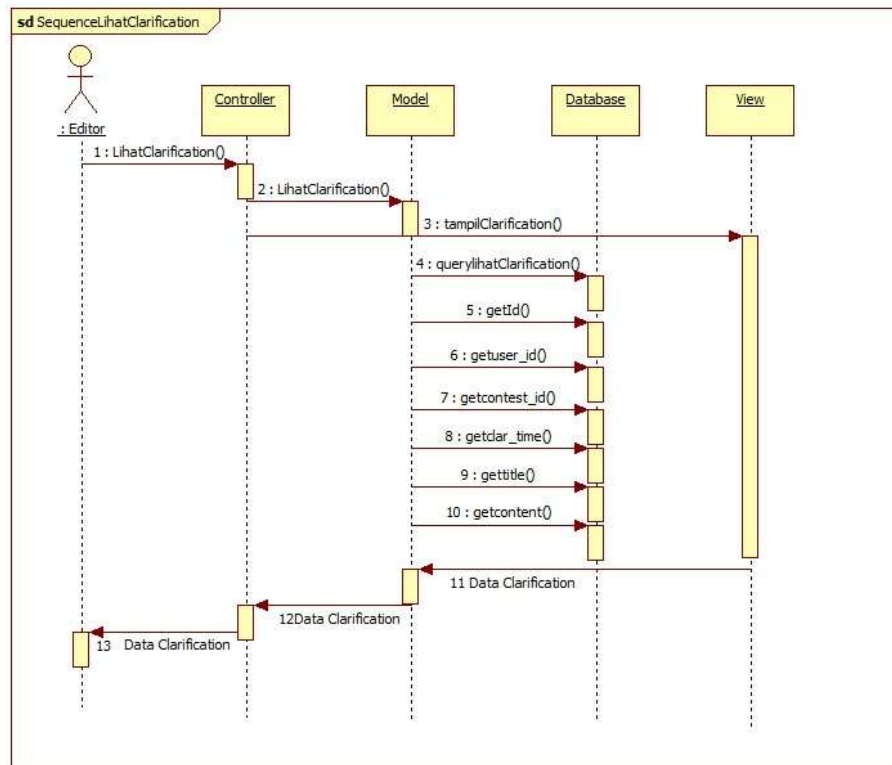 sd SequenceLihatClarification
: Editor
Controller
Model
Database
View
1 : LihatClarification()
2 : LihatClarification()
3 : tampilClarification()
4 : querylihatClarification()
5 : getId()
6 : getuser_id()
7 : getcontest_id()
8 : getclar_time()
9 : gettitle()
10 : getcontent()
11 Data Clarification
12Data Clarification
13 Data Clarification